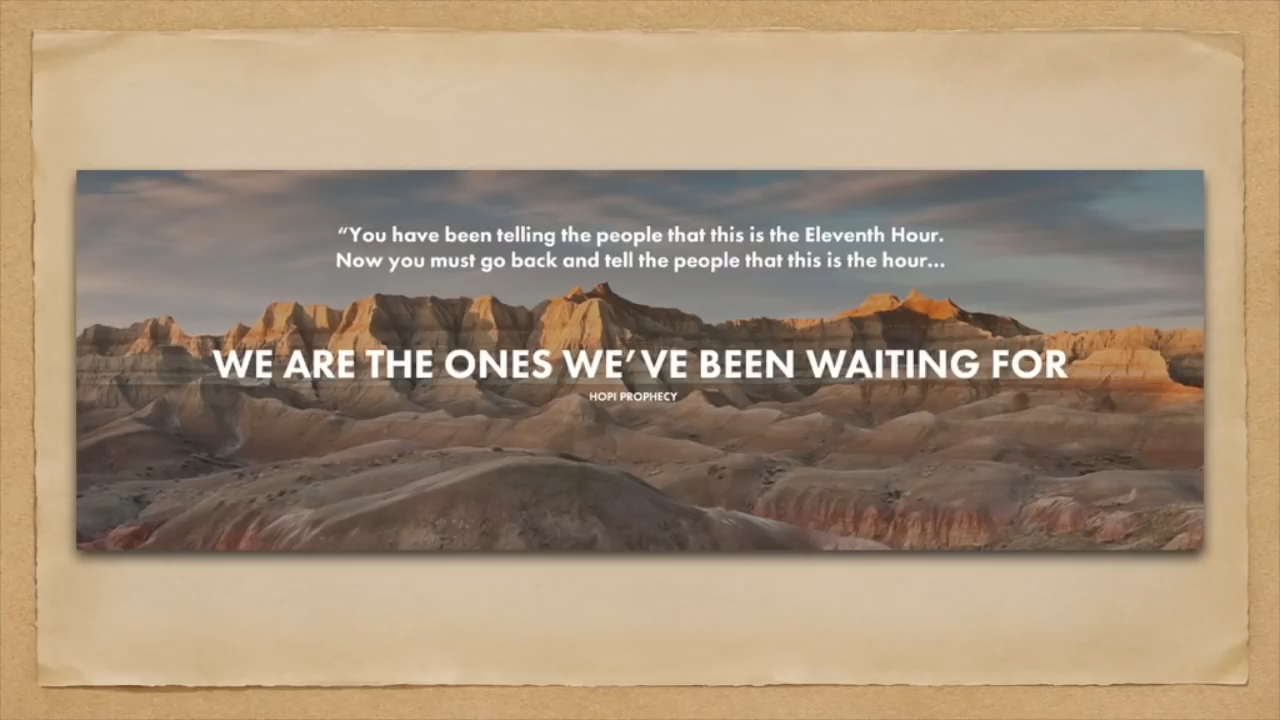 “You have been telling the people that this is the Eleventh Hour.
Now you must go back and tell the people that this is the hour...
WE ARE THE ONES WE’VE BEEN WAITING FOR
HOPI PROPHECY